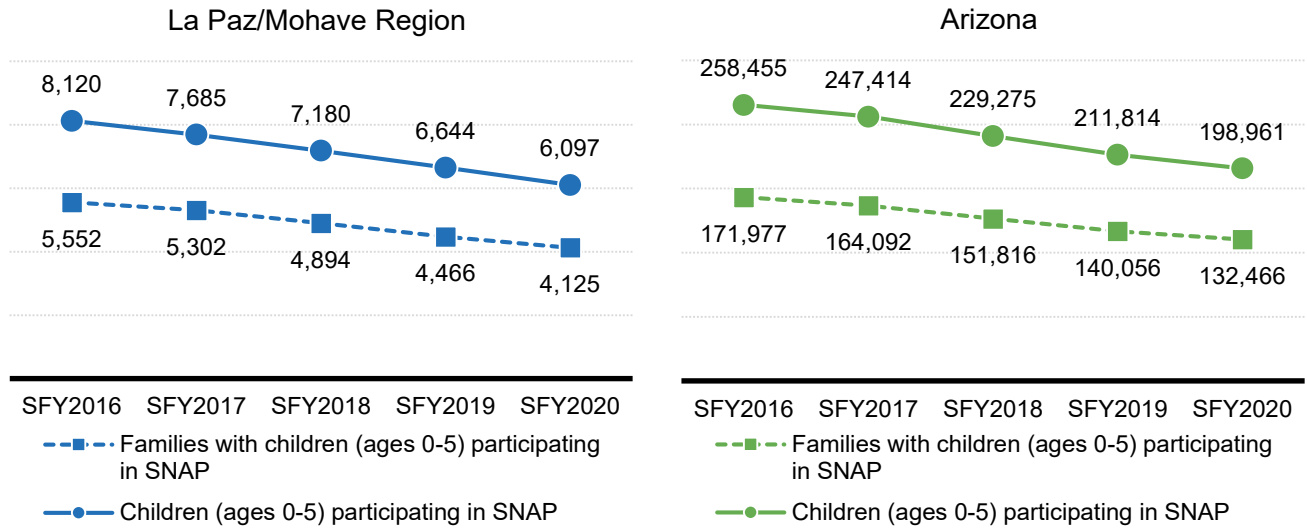 La Paz/Mohave Region
8,120
7,685
7,180
6,644
6,097
5,552
5,302
4,894
4,466
4,125
SFY2016 SFY2017 SFY2018 SFY2019 SFY2020
Families with children (ages 0-5) participating
in SNAP
Children (ages 0-5) participating in SNAP
Arizona
258,455
247,414
229,275
211,814
198,961
171,977
164,092
151,816
140,056
132,466
SFY2016 SFY2017 SFY2018 SFY2019 SFY2020
Families with children (ages 0-5) participating
in SNAP
Children (ages 0-5) participating in SNAP